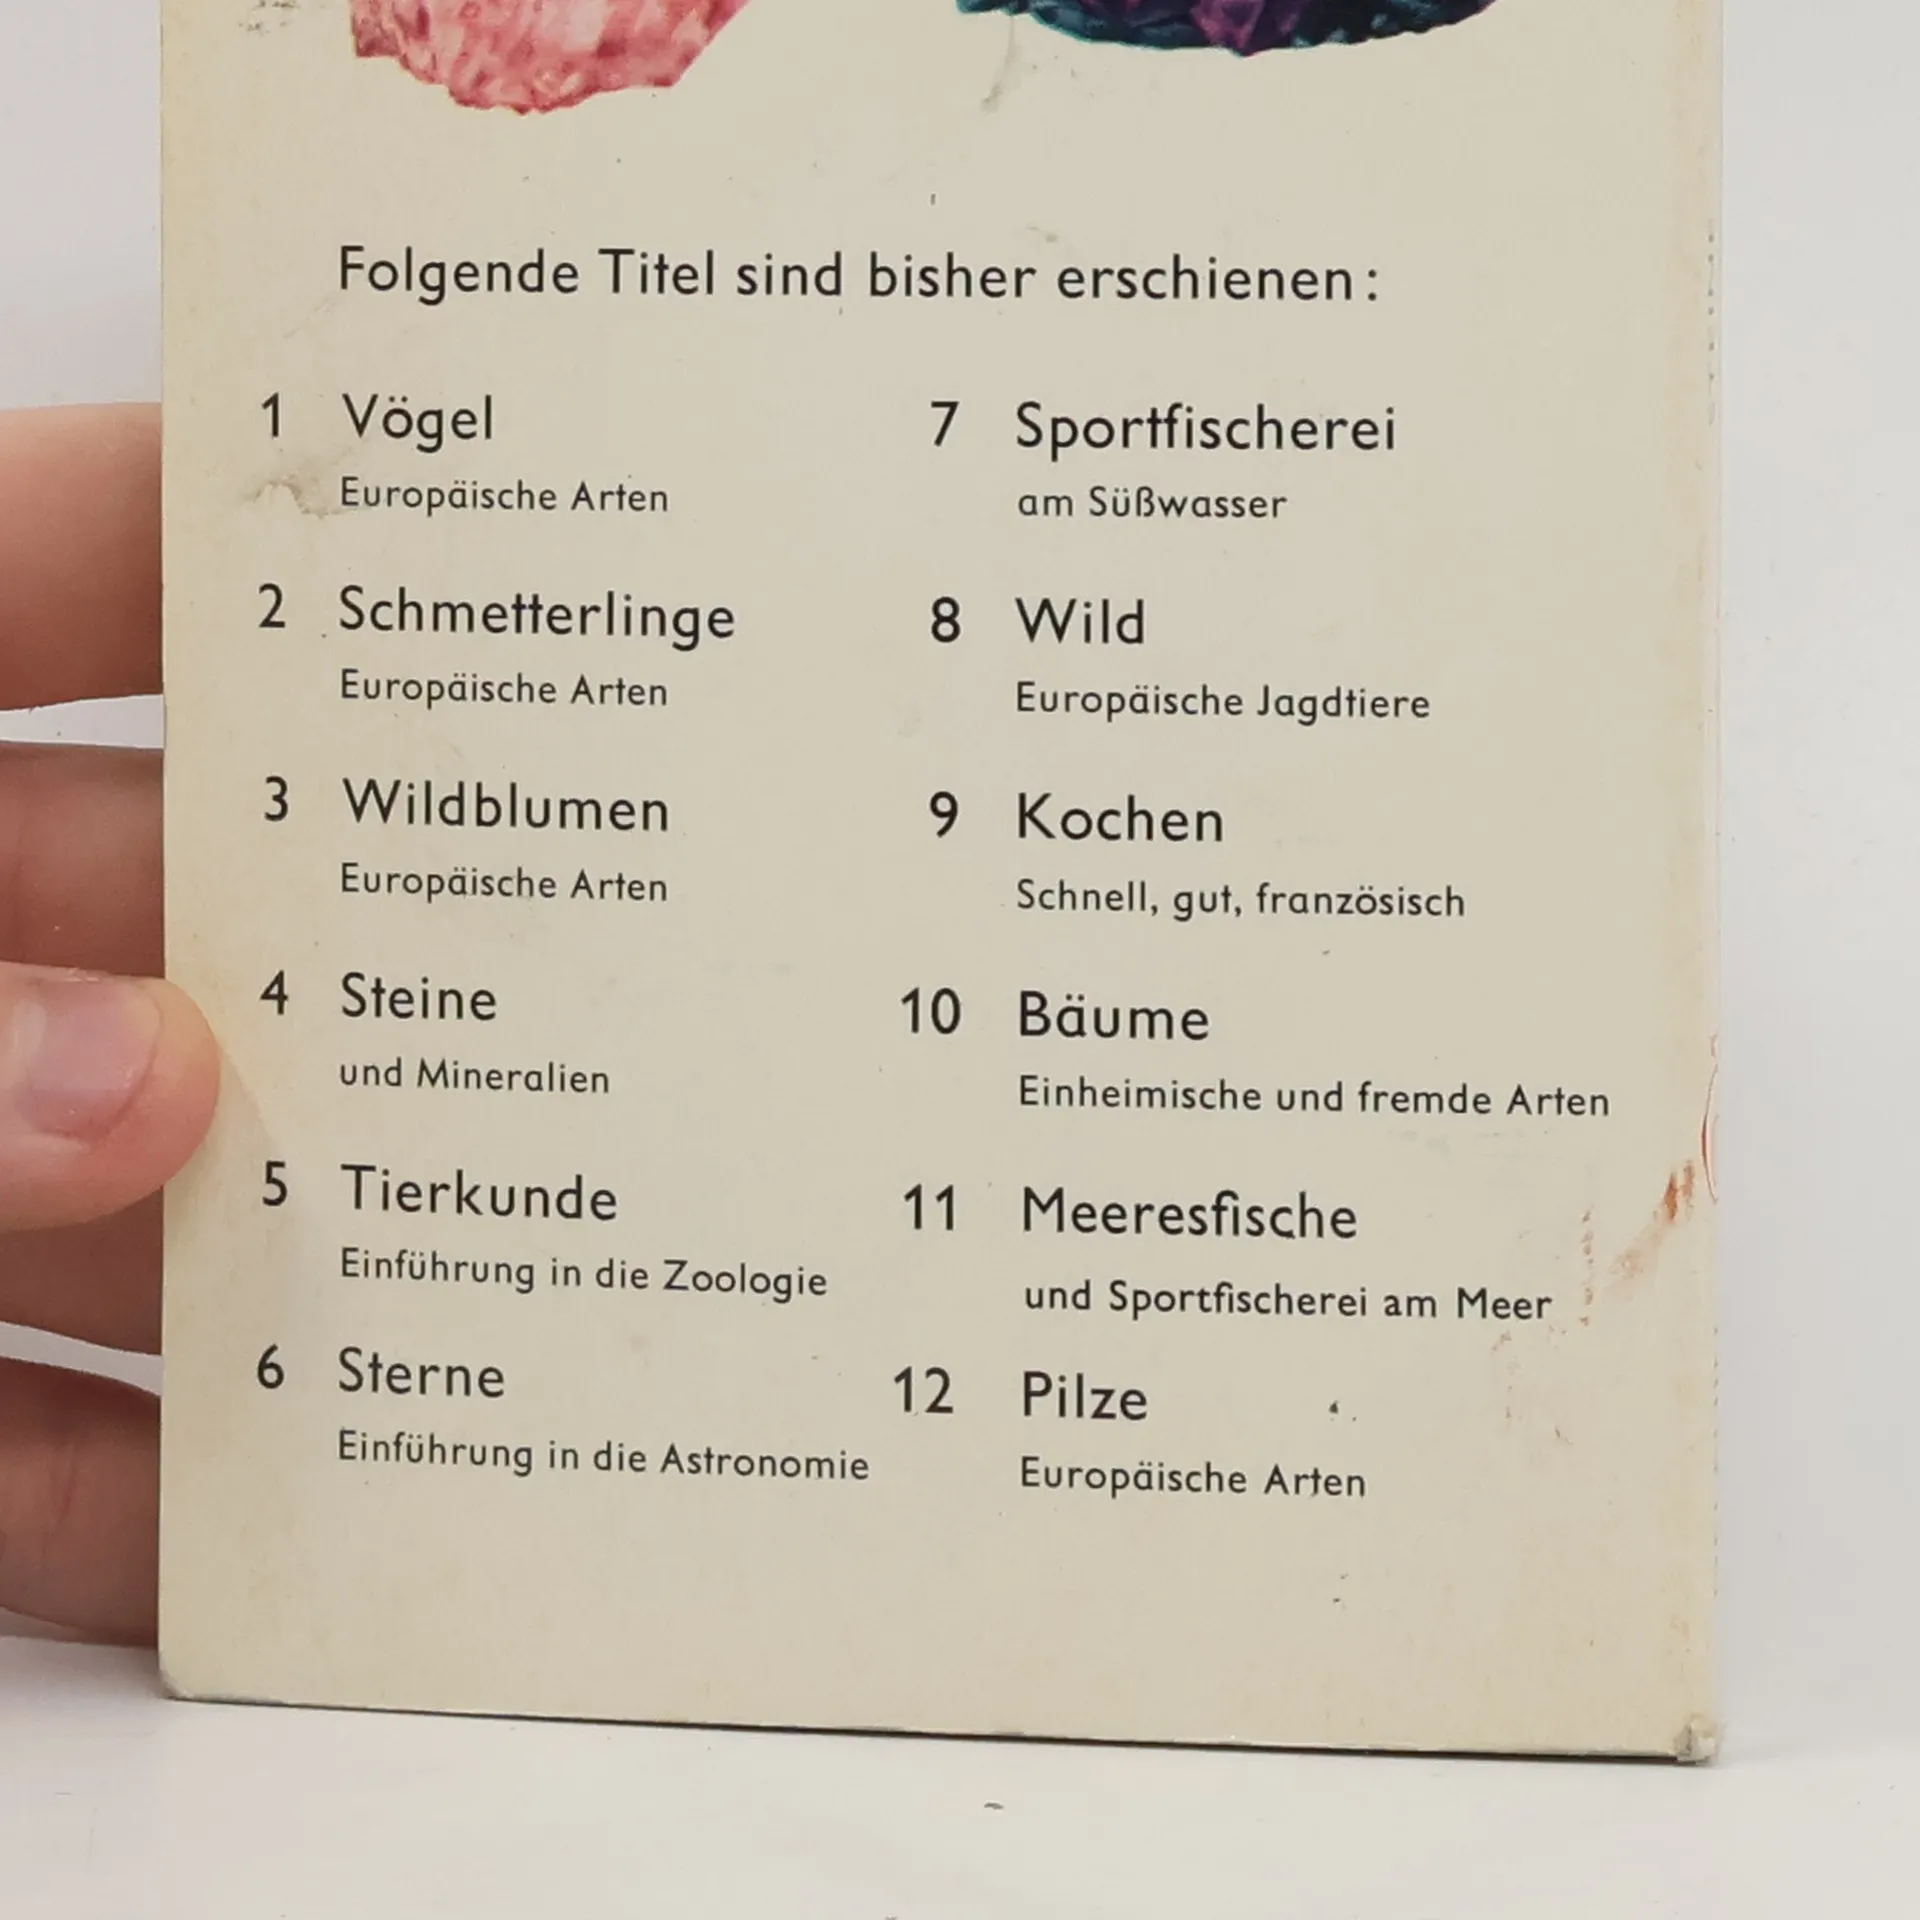 Folgende Titel sind bisher erschienen:
1 Vögel
Europäische Arten
2 Schmetterlinge
Europäische Arten
3 Wildblumen
Europäische Arten
4 Steine
und Mineralien
5 Tierkunde
Einführung in die Zoologie
6 Sterne
Einführung in die Astronomie
7 Sportfischerei
am Süßwasser
8 Wild
Europäische Jagdtiere
9 Kochen
Schnell, gut, französisch
10 Bäume
Einheimische und fremde Arten
11 Meeresfische
und Sportfischerei am Meer
12 Pilze
Europäische Arten